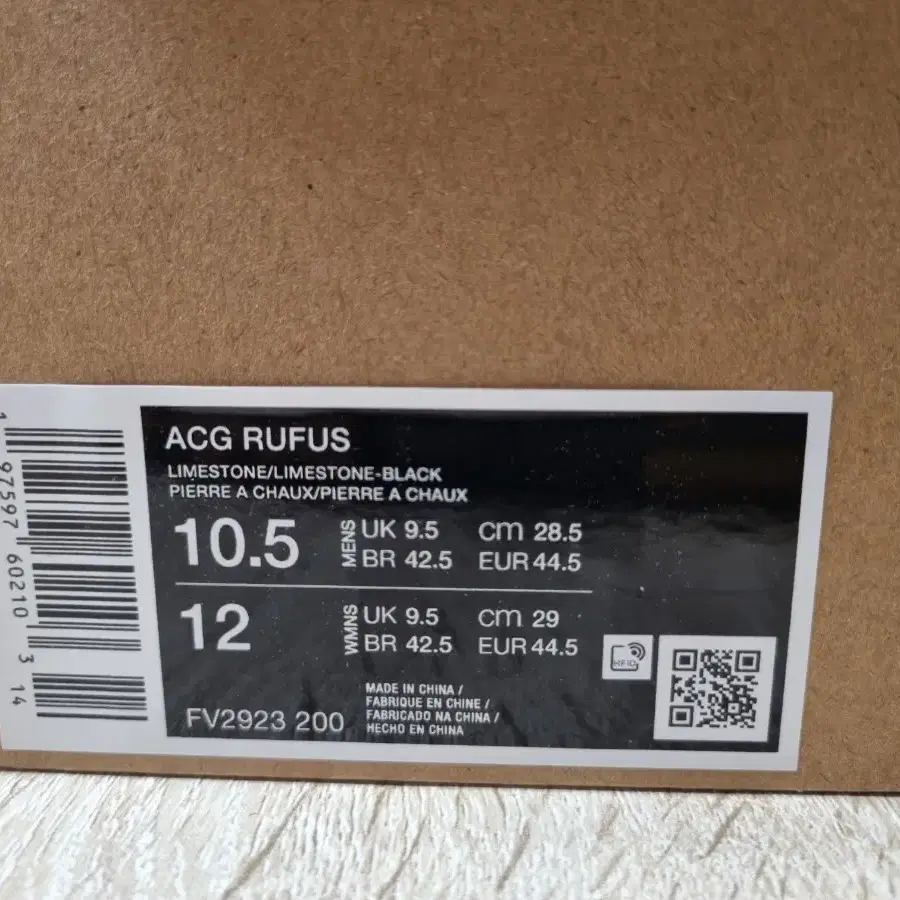 ACG RUFUS
LIMESTONE/LIMESTONE-BLACK
PIERRE A CHAUX/PIERRE A CHAUX
10.5 MENS UK 9.5 cm 28.5
BR 42.5 EUR 44.5
12 WMNS UK 9.5 cm 29
BR 42.5 EUR 44.5
RFID
FV2923 200
MADE IN CHINA /
FABRIQUE EN CHINE /
FABRICADO NA CHINA /
HECHO EN CHINA
1 97597 60210 3 14